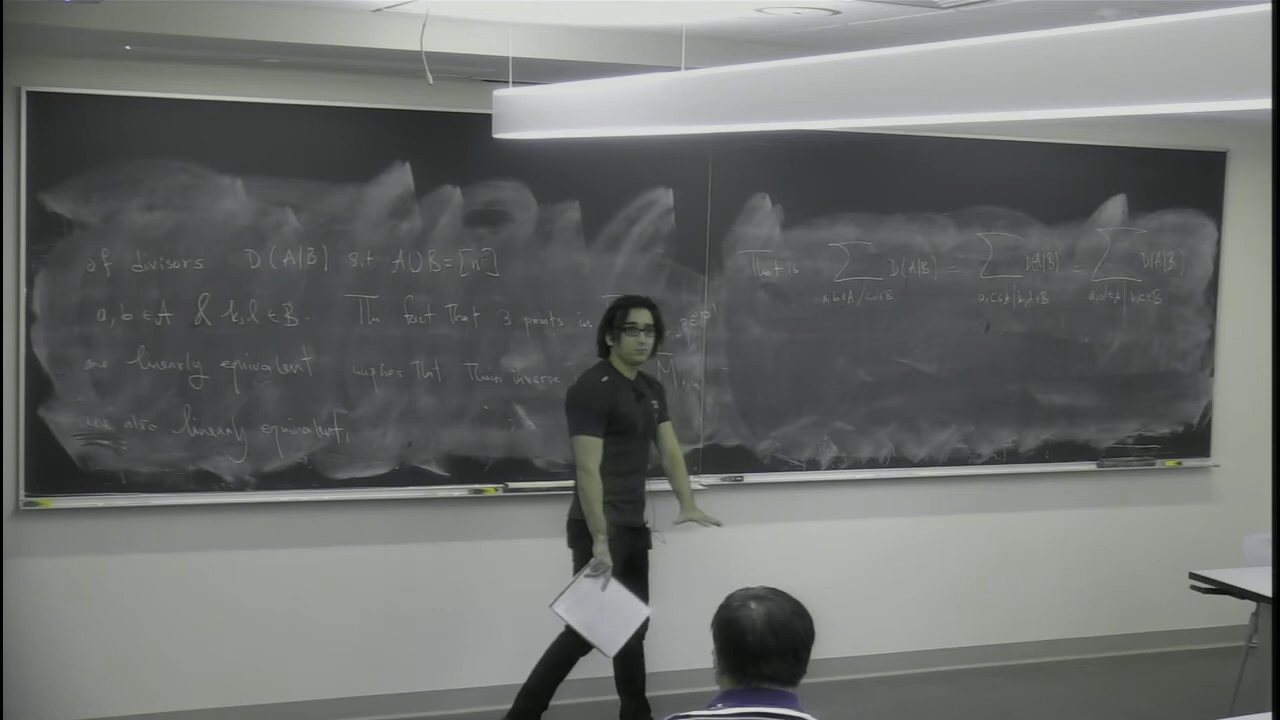 of divisors D(A|B) s.t A∪B=[n]
a,b ∈ A & k,l ∈ B. The fact that 3 points in
are linearly equivalent implies that Their inverse M̄
are also linearly equivalent,
That is ∑ D(A|B) = ∑ D(A|B) = ∑ D(A|B)
a,b∈A / c,d∈B a,c∈A | b,d∈B a,d∈A | b,c∈B